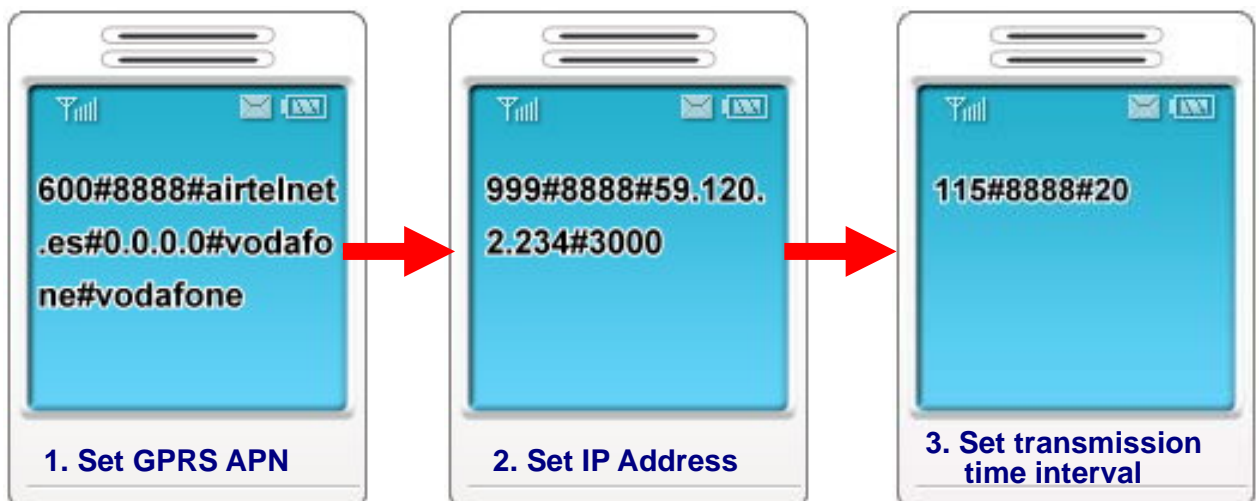 600#8888#airtelnet
.es#0.0.0.0#vodafo
ne#vodafone
1. Set GPRS APN
999#8888#59.120.
2.234#3000
2. Set IP Address
115#8888#20
3. Set transmission
time interval